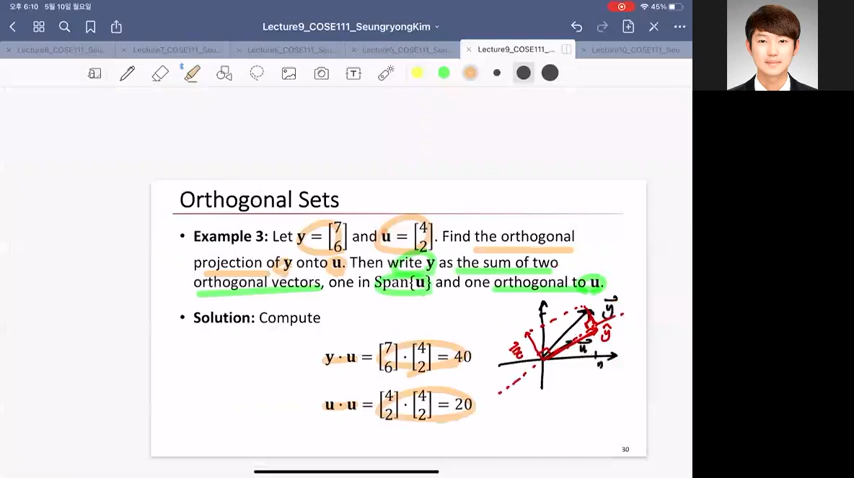 오후 6:10 5월 10일 월요일
45%
Lecture9_COSE111_SeungryongKim
Lecture8_COSE111_Seu...
Lecture7_COSE111_Seu...
Lecture9_COSE111_...
Lecture10_COSE111_Seu
Orthogonal Sets
• Example 3: Let y = [7 6] and u = [4 2]. Find the orthogonal
projection of y onto u. Then write y as the sum of two
orthogonal vectors, one in Span{u} and one orthogonal to u.
• Solution: Compute
y · u = [7 6] · [4 2] = 40
u · u = [4 2] · [4 2] = 20
30